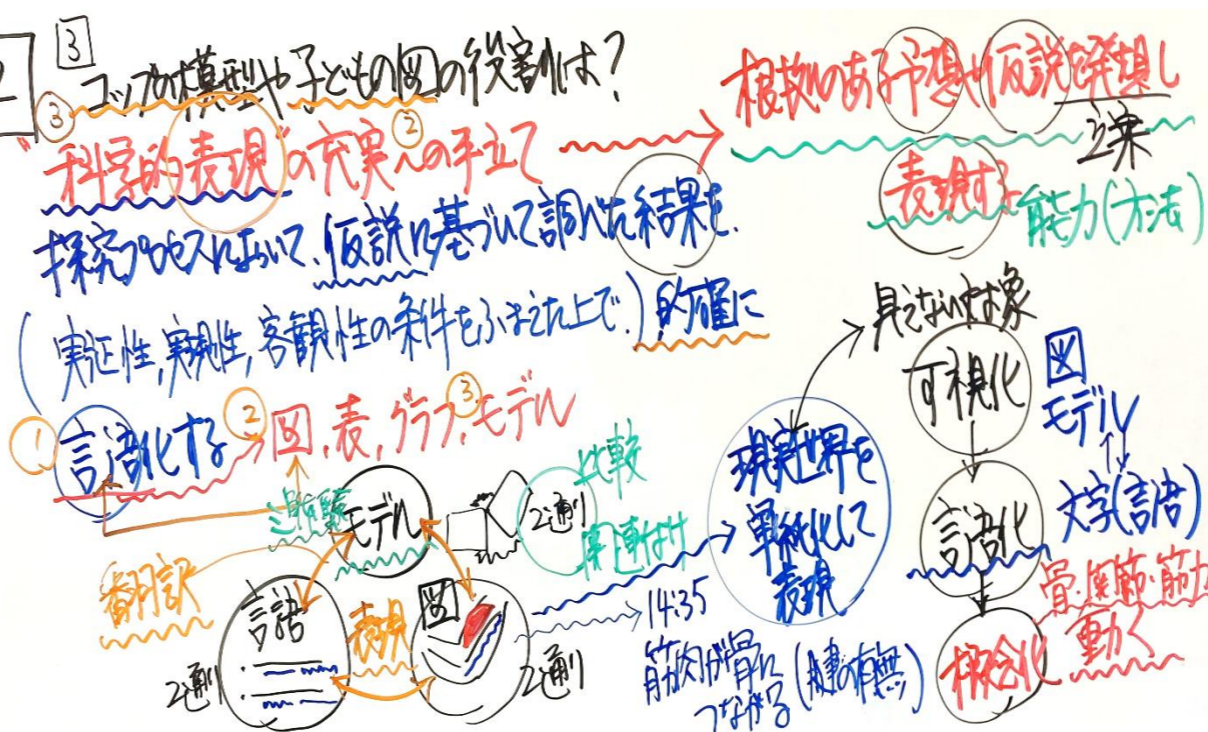 3
コップの模型や子どもの図の役割は?
③
"科学的表現"の充実への手立て
②
根拠のある予想や仮説を発想し
表現する
能力(方法)
探究プロセスにおいて、仮説に基づいて調べた結果を、
(実証性,再現性,客観性の条件をふまえた上で、)的確に
① 言語化する ② 図,表,グラフ,③モデル
見えない対象
可視化
図
モデル
文字(言語)
言語化
概念化
骨・関節・筋力
動く
現実世界を
単純化して
表現
モデル
2通り
比較
関連付け
翻訳
言語
2通り
表現
図
2通り
14:35
筋肉が骨に
つながる(腱の有無)